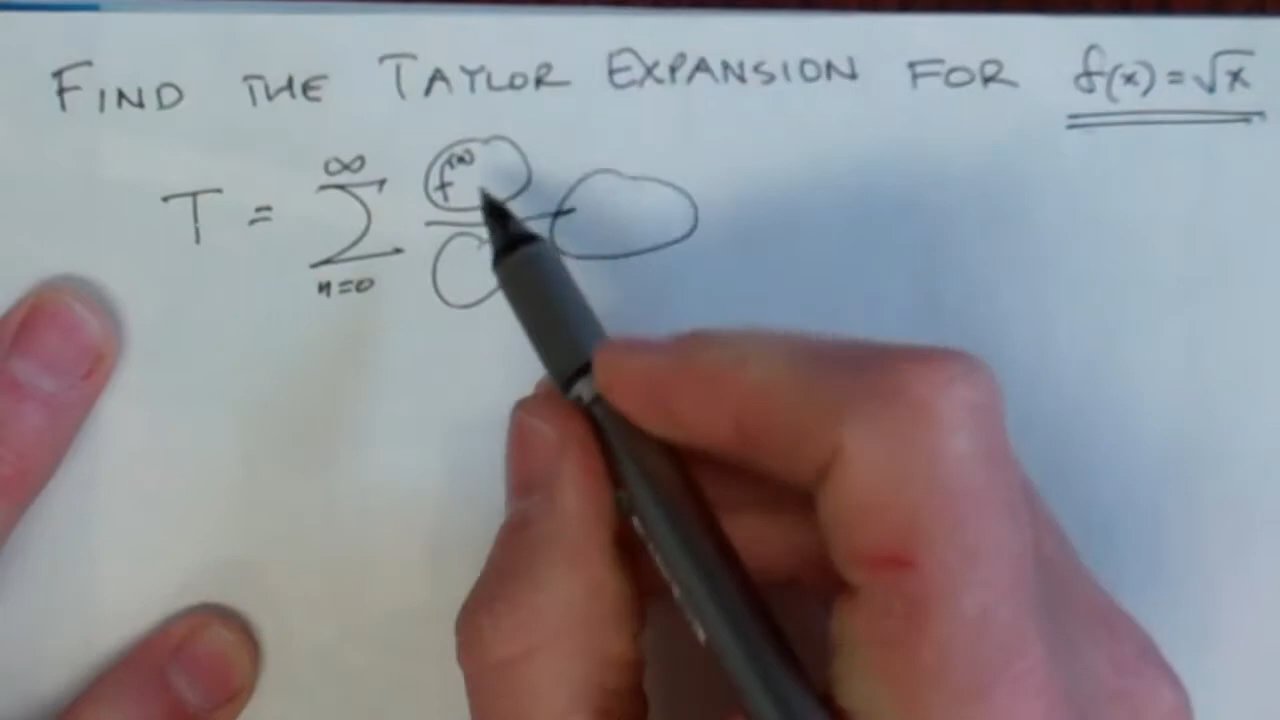 FIND THE TAYLOR EXPANSION FOR f(x) = √x
T = ∞ ∑ n=0 f⁽ⁿ⁾